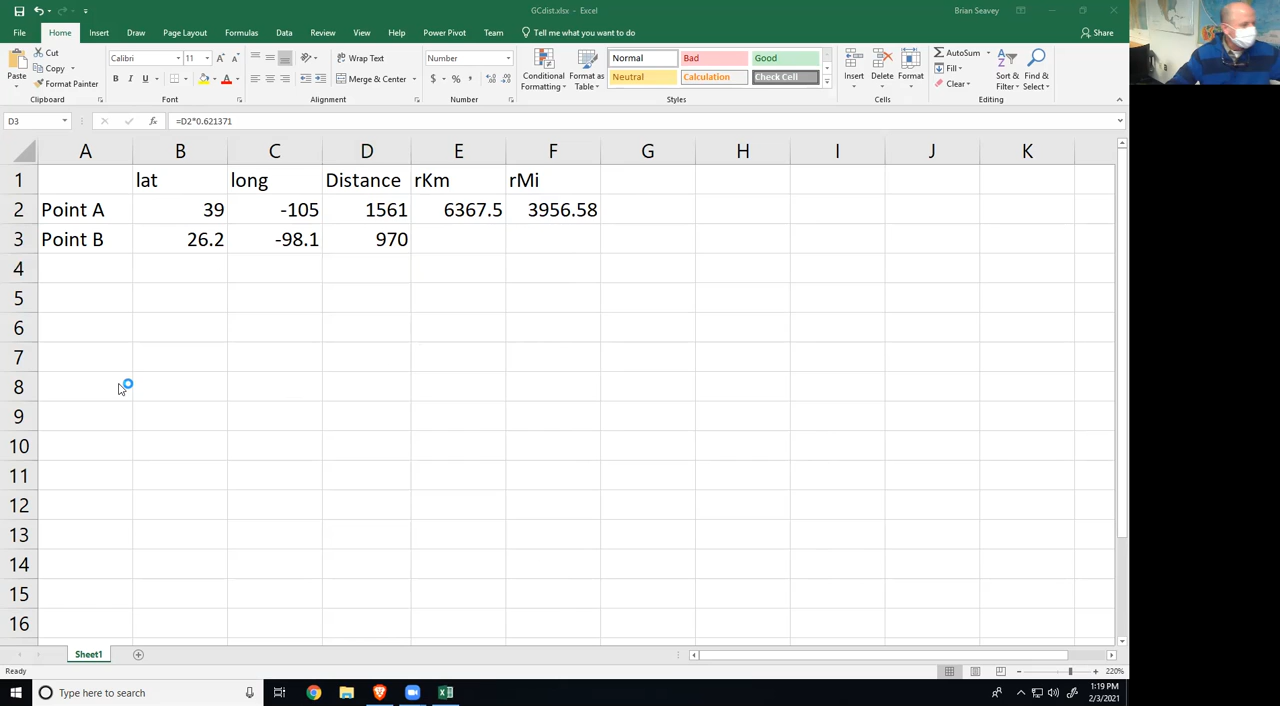 GCdist.xlsx - Excel
Brian Seavey
File Home Insert Draw Page Layout Formulas Data Review View Help Power Pivot Team Tell me what you want to do Share
Paste Cut Copy Format Painter Clipboard
Calibri 11 B I U A A A Font
Wrap Text Merge & Center Alignment
Number $ % , Number
Conditional Formatting Format as Table Normal Bad Good Neutral Calculation Check Cell Styles
Insert Delete Format Cells
AutoSum Fill Clear Sort & Filter Find & Select Editing
D3 fx =D2*0.621371
A B C D E F G H I J K
1 lat long Distance rKm rMi
2 Point A 39 -105 1561 6367.5 3956.58
3 Point B 26.2 -98.1 970
4
5
6
7
8
9
10
11
12
13
14
15
16
Sheet1
Ready 220%
Type here to search
1:19 PM
2/3/2021